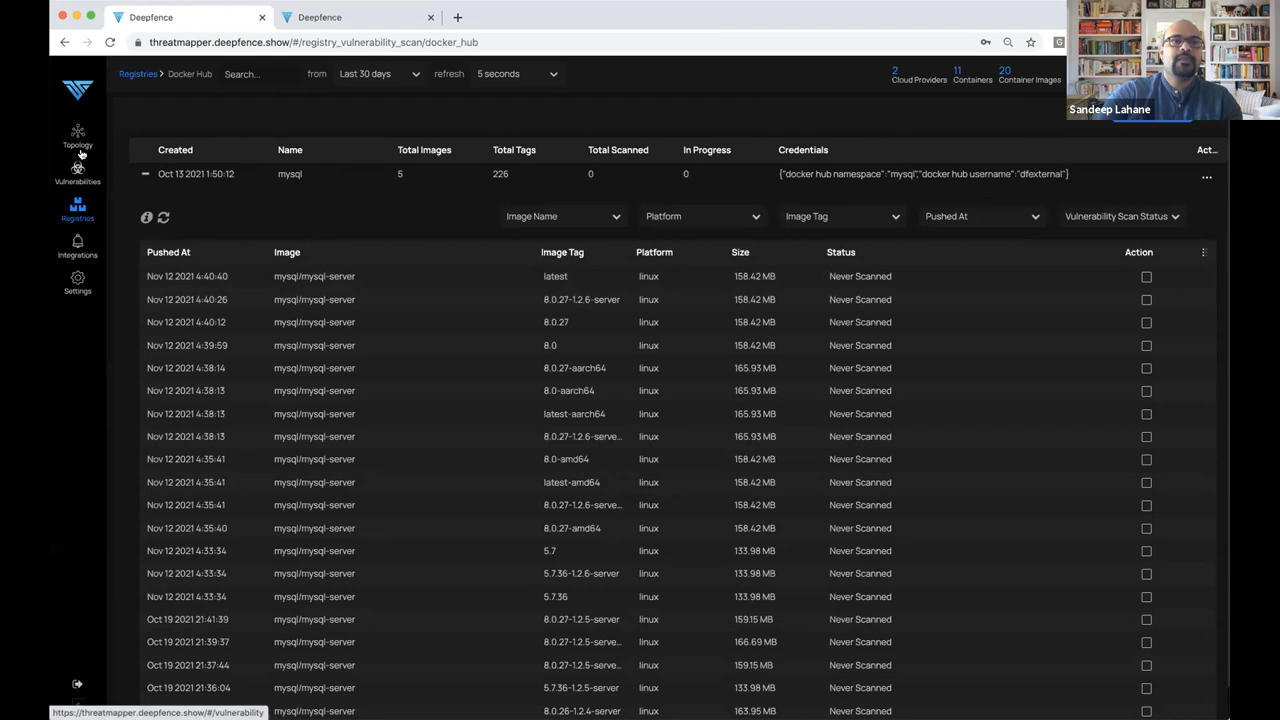 Deepfence
Deepfence
threatmapper.deepfence.show/#/registry_vulnerability_scan/docker_hub
Registries > Docker Hub Search... from Last 30 days refresh 5 seconds
2 Cloud Providers
11 Containers
20 Container Images
Sandeep Lahane
Topology
Vulnerabilities
Registries
Integrations
Settings
Created Name Total Images Total Tags Total Scanned In Progress Credentials Act...
Oct 13 2021 1:50:12 mysql 5 226 0 0 {"docker hub namespace":"mysql","docker hub username":"dfexternal"} ...
Image Name Platform Image Tag Pushed At Vulnerability Scan Status
Pushed At Image Image Tag Platform Size Status Action
Nov 12 2021 4:40:40 mysql/mysql-server latest linux 158.42 MB Never Scanned
Nov 12 2021 4:40:26 mysql/mysql-server 8.0.27-1.2.6-server linux 158.42 MB Never Scanned
Nov 12 2021 4:40:12 mysql/mysql-server 8.0.27 linux 158.42 MB Never Scanned
Nov 12 2021 4:39:59 mysql/mysql-server 8.0 linux 158.42 MB Never Scanned
Nov 12 2021 4:38:14 mysql/mysql-server 8.0.27-aarch64 linux 165.93 MB Never Scanned
Nov 12 2021 4:38:13 mysql/mysql-server 8.0-aarch64 linux 165.93 MB Never Scanned
Nov 12 2021 4:38:13 mysql/mysql-server latest-aarch64 linux 165.93 MB Never Scanned
Nov 12 2021 4:38:13 mysql/mysql-server 8.0.27-1.2.6-serve... linux 165.93 MB Never Scanned
Nov 12 2021 4:35:41 mysql/mysql-server 8.0-amd64 linux 158.42 MB Never Scanned
Nov 12 2021 4:35:41 mysql/mysql-server latest-amd64 linux 158.42 MB Never Scanned
Nov 12 2021 4:35:41 mysql/mysql-server 8.0.27-1.2.6-serve... linux 158.42 MB Never Scanned
Nov 12 2021 4:35:40 mysql/mysql-server 8.0.27-amd64 linux 158.42 MB Never Scanned
Nov 12 2021 4:33:34 mysql/mysql-server 5.7 linux 133.98 MB Never Scanned
Nov 12 2021 4:33:34 mysql/mysql-server 5.7.36-1.2.6-server linux 133.98 MB Never Scanned
Nov 12 2021 4:33:34 mysql/mysql-server 5.7.36 linux 133.98 MB Never Scanned
Oct 19 2021 21:41:39 mysql/mysql-server 8.0.27-1.2.5-server linux 159.15 MB Never Scanned
Oct 19 2021 21:39:37 mysql/mysql-server 8.0.27-1.2.5-serve... linux 166.69 MB Never Scanned
Oct 19 2021 21:37:44 mysql/mysql-server 8.0.27-1.2.5-serve... linux 159.15 MB Never Scanned
Oct 19 2021 21:36:04 mysql/mysql-server 5.7.36-1.2.5-server linux 133.98 MB Never Scanned
mysql/mysql-server 8.0.26-1.2.4-server linux 163.95 MB Never Scanned
https://threatmapper.deepfence.show/#/vulnerability